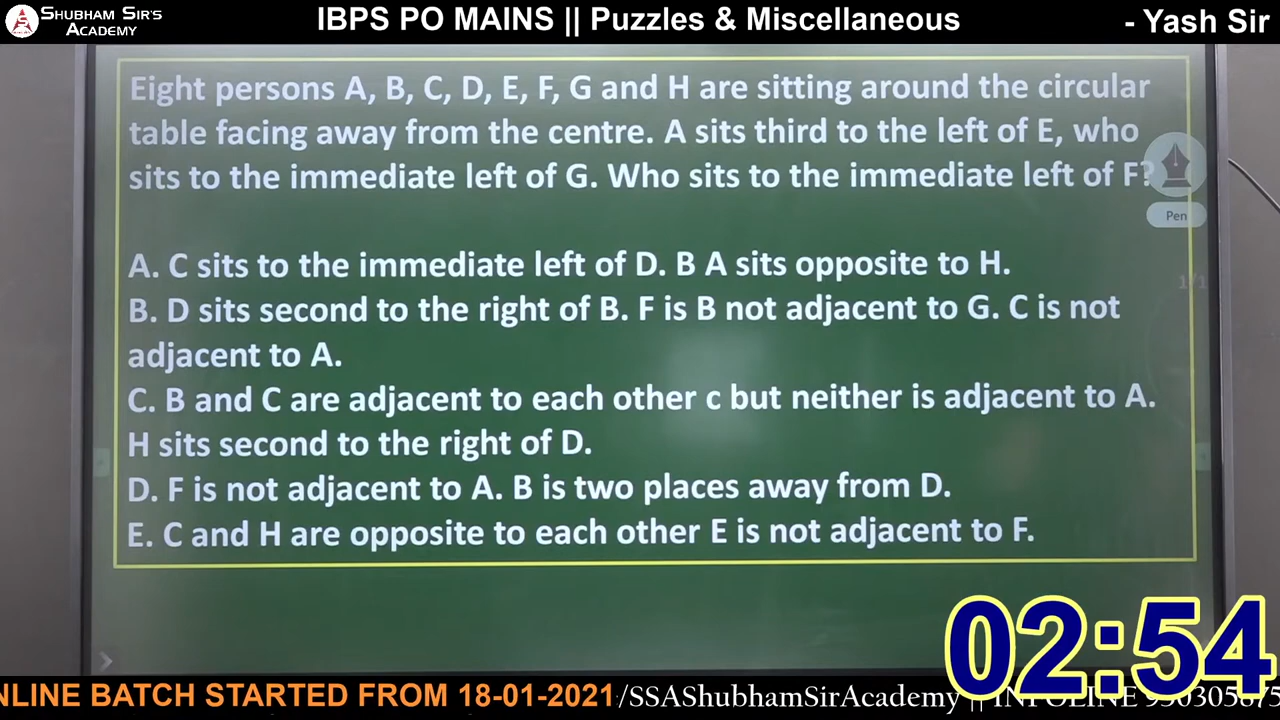 SHUBHAM SIR'S
ACADEMY
IBPS PO MAINS || Puzzles & Miscellaneous
- Yash Sir
Eight persons A, B, C, D, E, F, G and H are sitting around the circular
table facing away from the centre. A sits third to the left of E, who
sits to the immediate left of G. Who sits to the immediate left of F?
Pen
1/1
A. C sits to the immediate left of D. B A sits opposite to H.
B. D sits second to the right of B. F is B not adjacent to G. C is not
adjacent to A.
C. B and C are adjacent to each other c but neither is adjacent to A.
H sits second to the right of D.
D. F is not adjacent to A. B is two places away from D.
E. C and H are opposite to each other E is not adjacent to F.
02:54
NLINE BATCH STARTED FROM 18-01-2021 /SSAShubhamSirAcademy ||